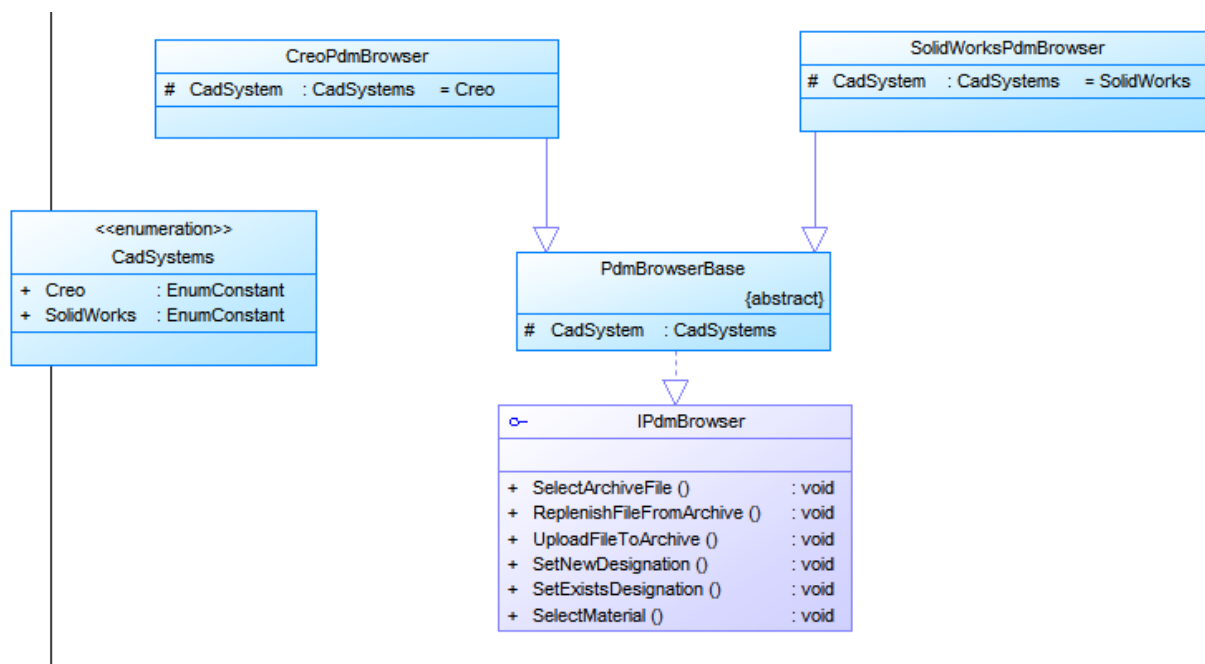 CreoPdmBrowser
# CadSystem : CadSystems = Creo
SolidWorksPdmBrowser
# CadSystem : CadSystems = SolidWorks
<<enumeration>>
CadSystems
+ Creo : EnumConstant
+ SolidWorks : EnumConstant
PdmBrowserBase
{abstract}
# CadSystem : CadSystems
IPdmBrowser
+ SelectArchiveFile () : void
+ ReplenishFileFromArchive () : void
+ UploadFileToArchive () : void
+ SetNewDesignation () : void
+ SetExistsDesignation () : void
+ SelectMaterial () : void